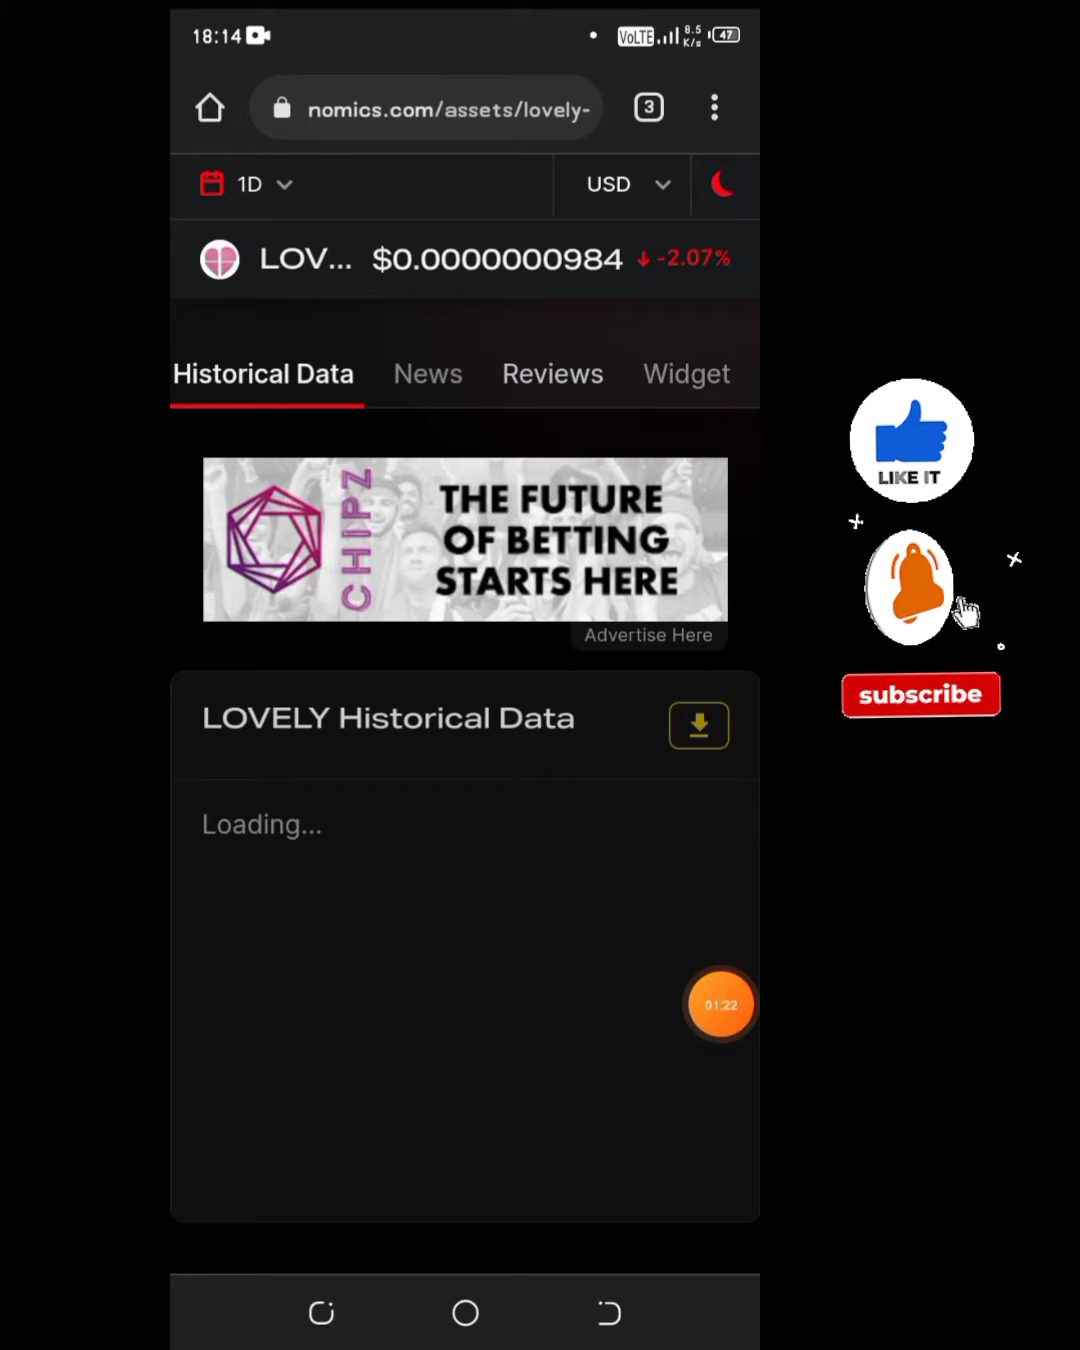 18:14
VoLTE
8.5
K/s
47
nomics.com/assets/lovely-
3
1D
USD
LOV...
$0.0000000984
-2.07%
Historical Data
News
Reviews
Widget
CHIPZ
THE FUTURE
OF BETTING
STARTS HERE
Advertise Here
LIKE IT
subscribe
LOVELY Historical Data
Loading...
01:22